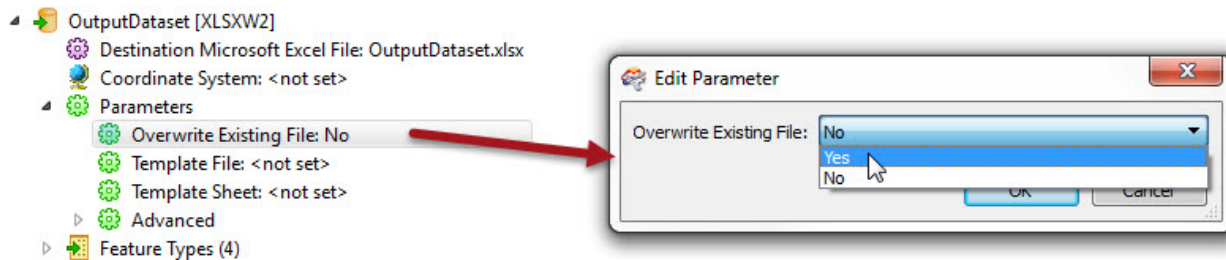 OutputDataset [XLSXW2]
Destination Microsoft Excel File: OutputDataset.xlsx
Coordinate System: <not set>
Parameters
Overwrite Existing File: No
Template File: <not set>
Template Sheet: <not set>
Advanced
Feature Types (4)
Edit Parameter
Overwrite Existing File: No
Yes
No
OK Cancel